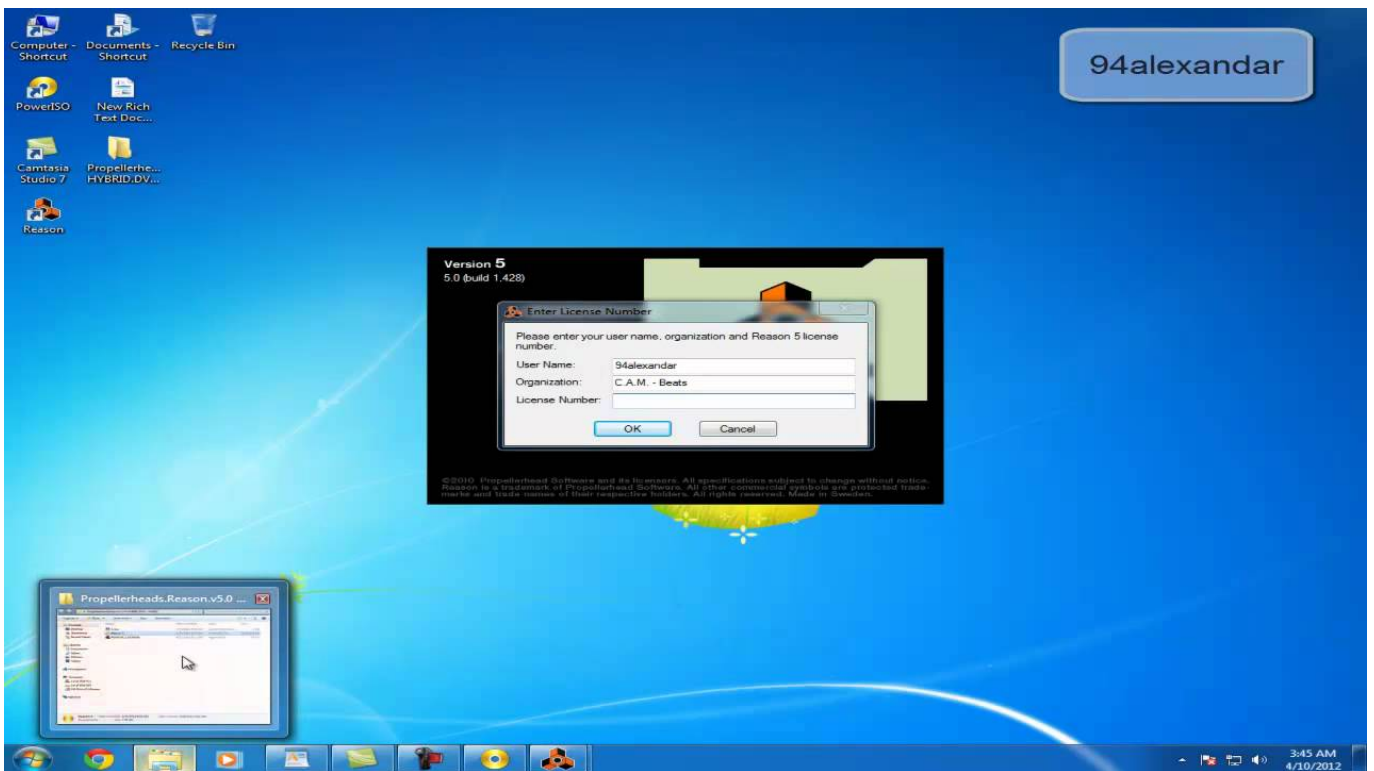 Computer -
Shortcut
Documents -
Shortcut
Recycle Bin
PowerISO
New Rich
Text Doc...
Camtasia
Studio 7
Propellerhe...
HYBRID.DV...
Reason
94alexandar
Version 5
5.0 (build 1,428)
Enter License Number
Please enter your user name, organization and Reason 5 license
number.
User Name:
94alexandar
Organization:
C.A.M. - Beats
License Number:
OK
Cancel
©2010 Propellerhead Software and its licensors. All specifications subject to change without notice.
Reason is a trademark of Propellerhead Software. All other commercial symbols are protected trade-
marks and trade names of their respective holders. All rights reserved. Made in Sweden.
Propellerheads.Reason.v5.0 ...
3:45 AM
4/10/2012